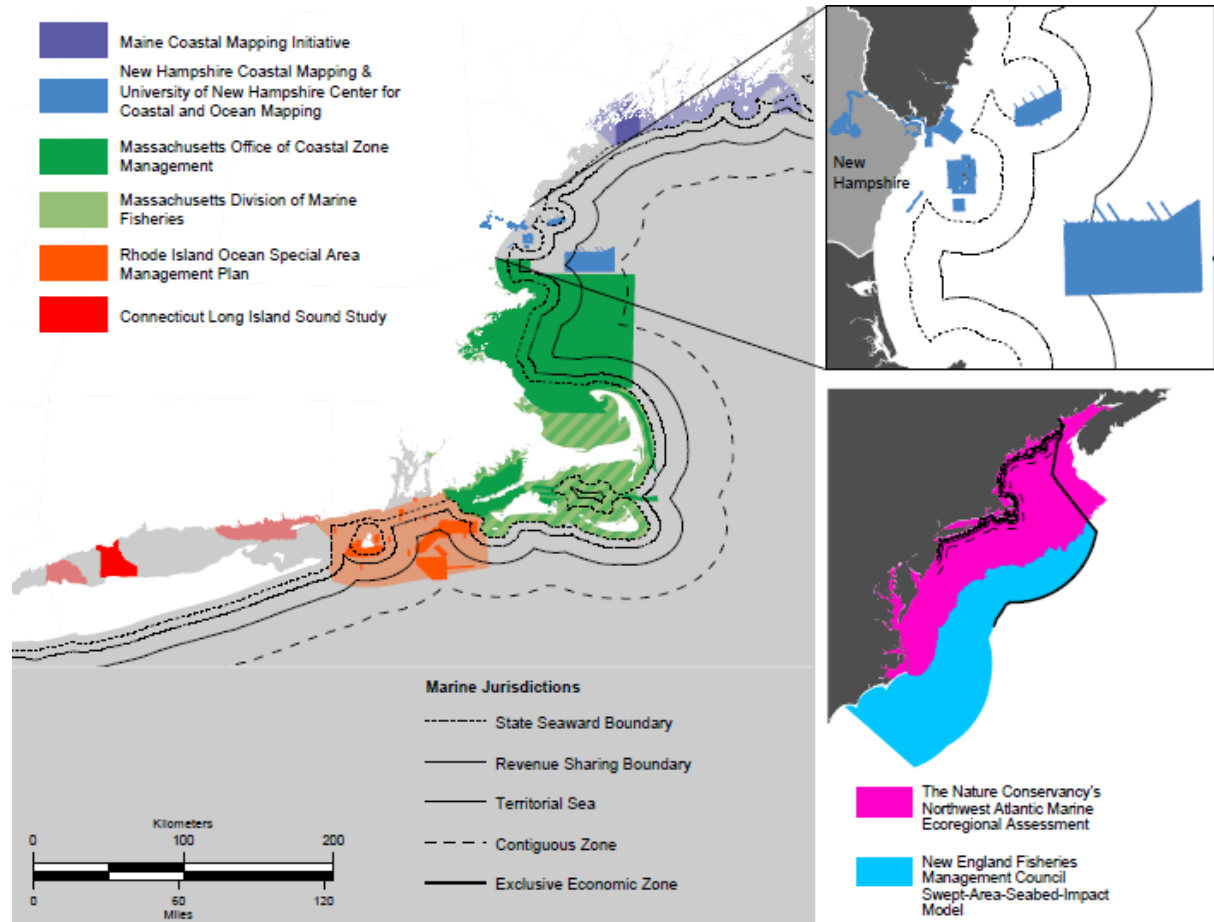 Maine Coastal Mapping Initiative
New Hampshire Coastal Mapping &
University of New Hampshire Center for
Coastal and Ocean Mapping
Massachusetts Office of Coastal Zone
Management
Massachusetts Division of Marine
Fisheries
Rhode Island Ocean Special Area
Management Plan
Connecticut Long Island Sound Study
New
Hampshire
Marine Jurisdictions
State Seaward Boundary
Revenue Sharing Boundary
Territorial Sea
Contiguous Zone
Exclusive Economic Zone
Kilometers
0 100 200
0 60 120
Miles
The Nature Conservancy's
Northwest Atlantic Marine
Ecoregional Assessment
New England Fisheries
Management Council
Swept-Area-Seabed-Impact
Model